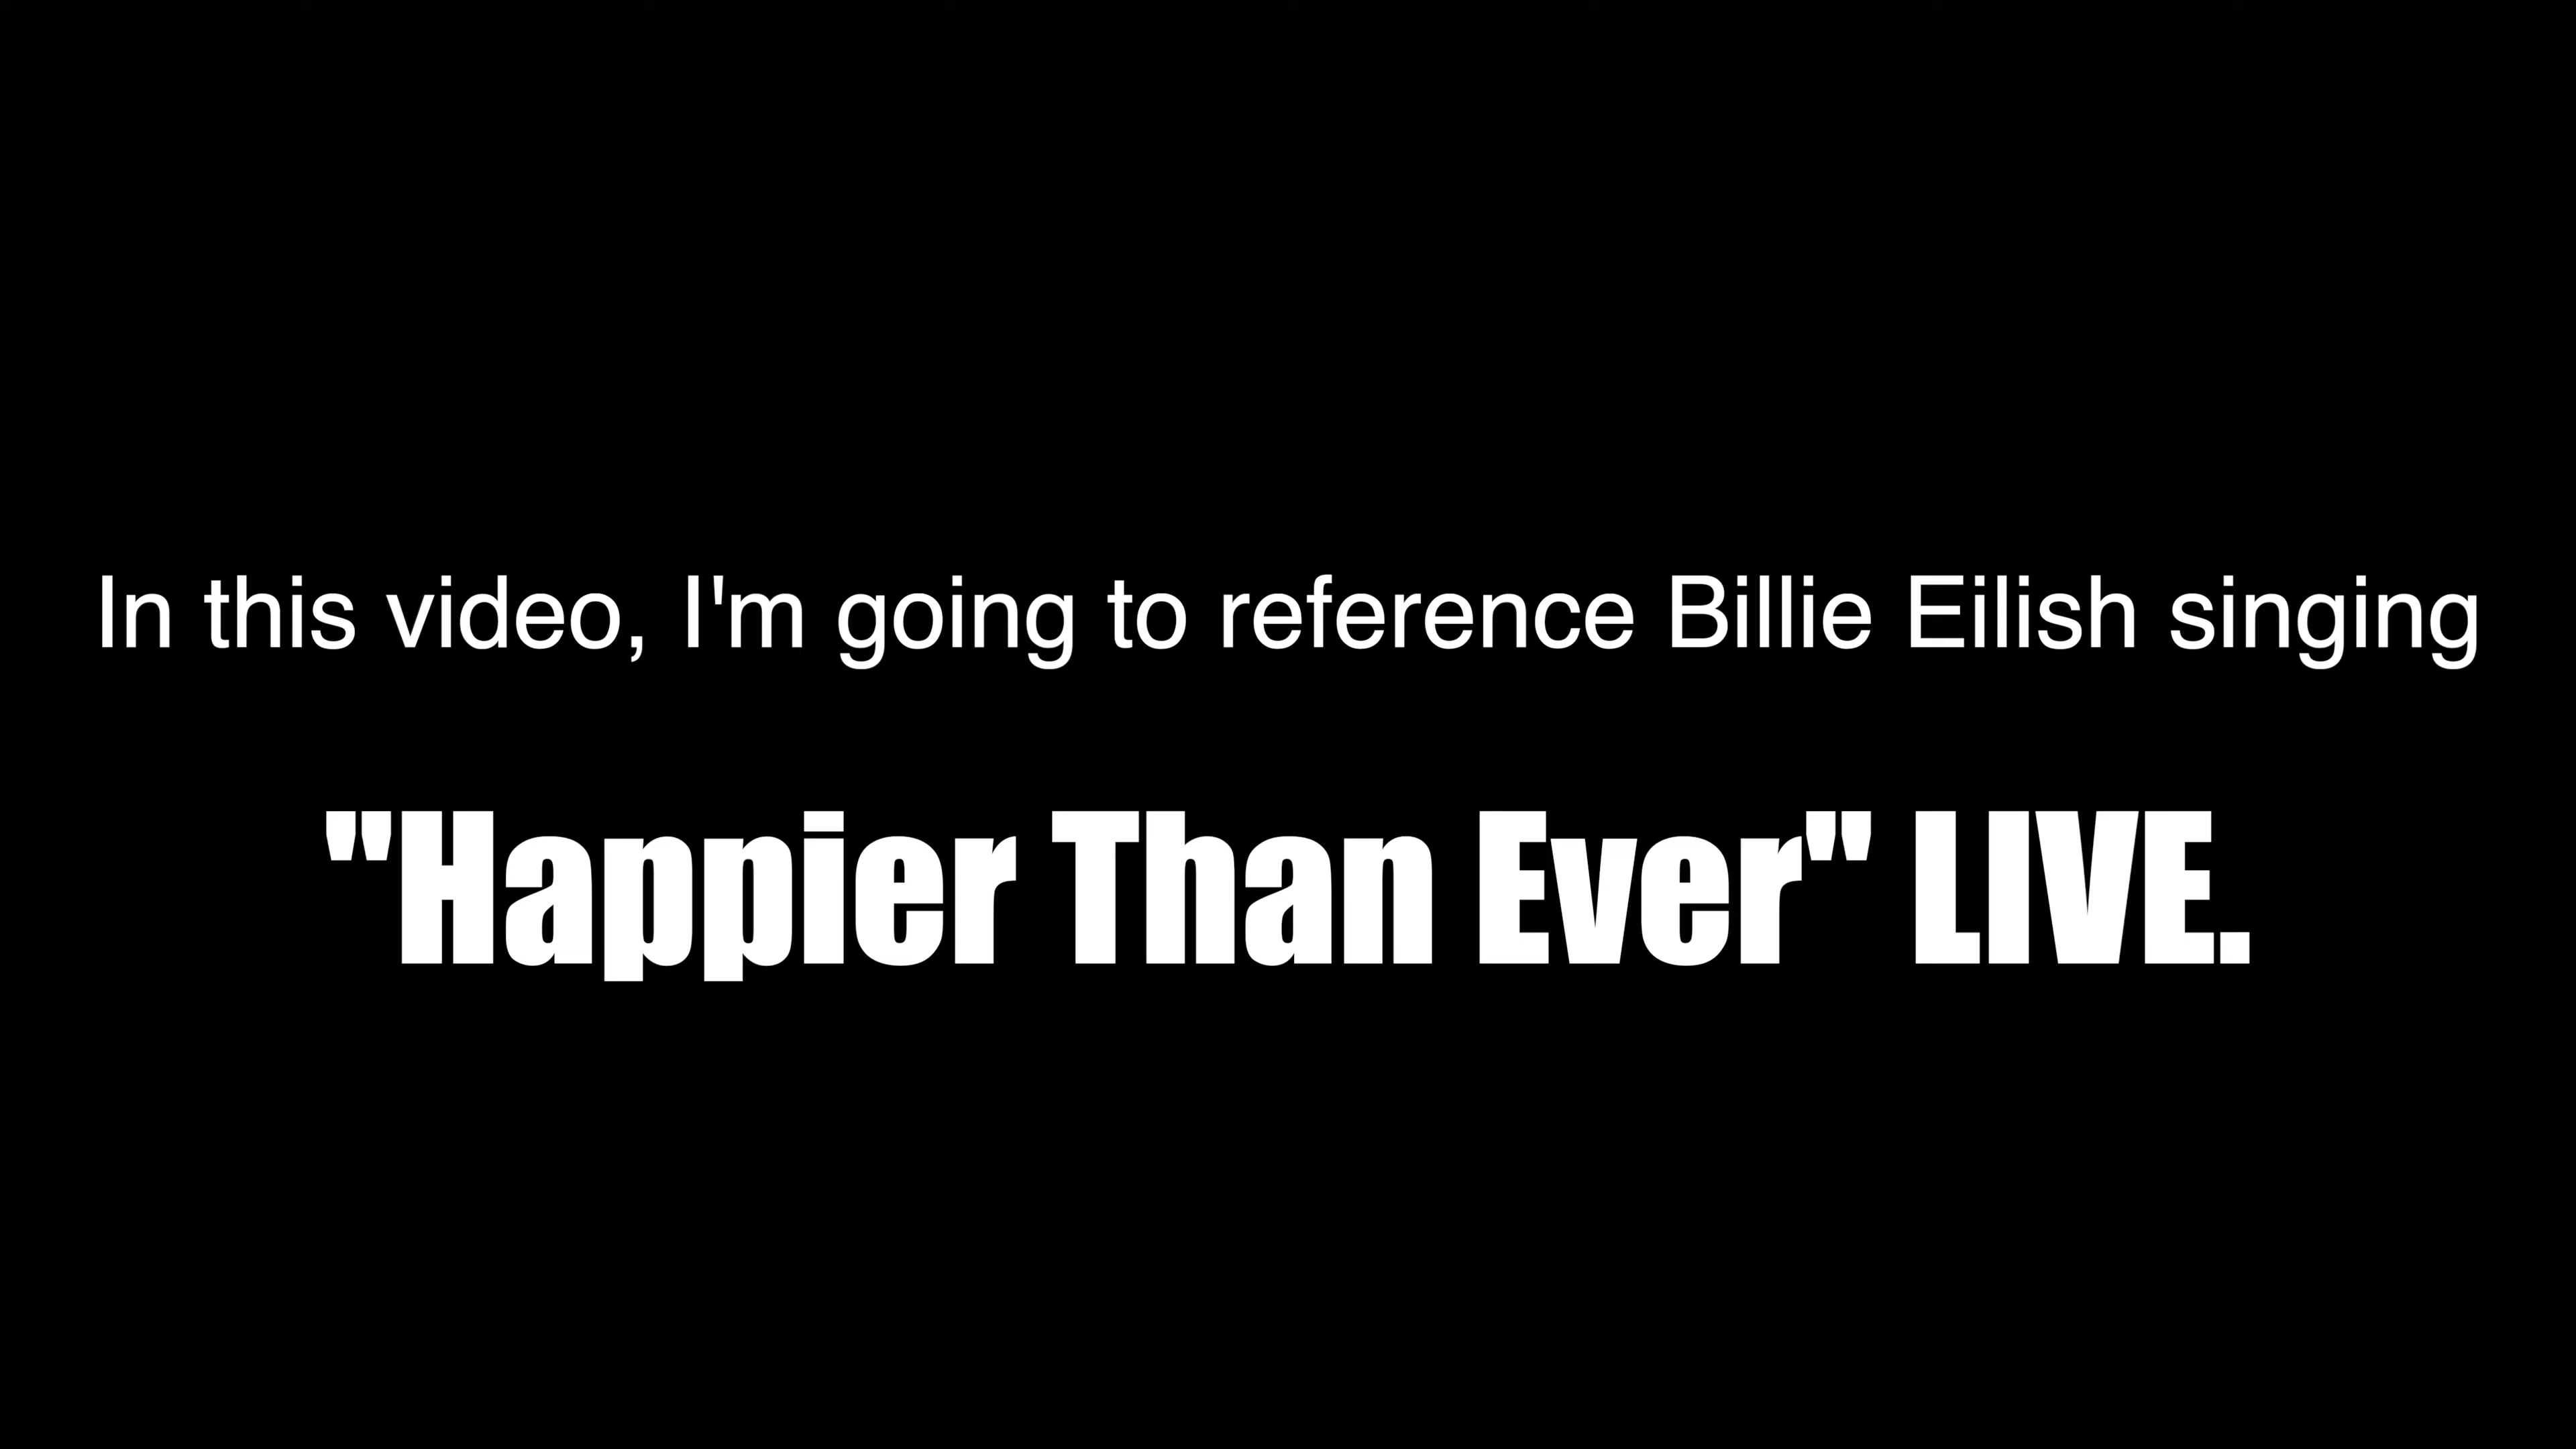 In this video, I'm going to reference Billie Eilish singing
"Happier Than Ever" LIVE.